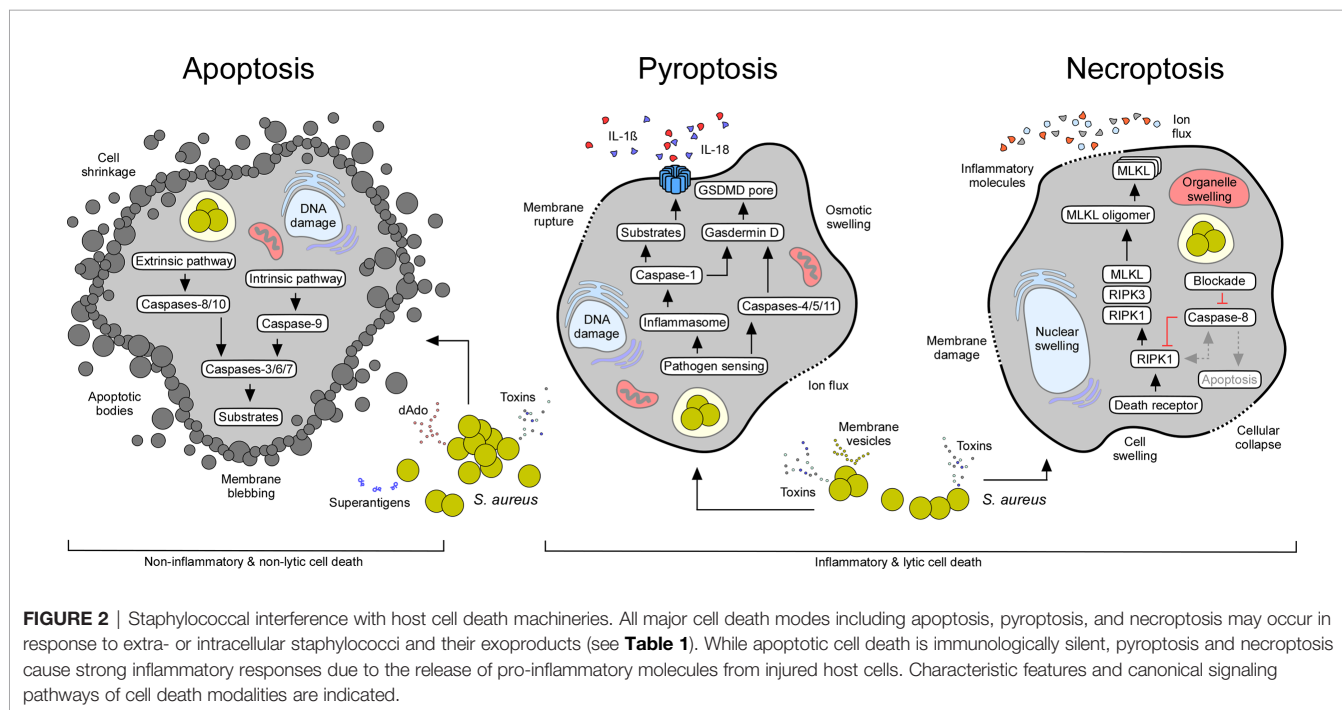 Apoptosis
Pyroptosis
Necroptosis
Cell
shrinkage
DNA
damage
Extrinsic pathway
Intrinsic pathway
Caspases-8/10
Caspase-9
Caspases-3/6/7
Substrates
Apoptotic
bodies
Membrane
blebbing
dAdo
Toxins
Superantigens
S. aureus
Non-inflammatory & non-lytic cell death
IL-1ß
IL-18
Membrane
rupture
GSDMD pore
Osmotic
swelling
Substrates
Gasdermin D
Caspase-1
Caspases-4/5/11
DNA
damage
Inflammasome
Pathogen sensing
Ion flux
Membrane
vesicles
Toxins
Toxins
S. aureus
Ion
flux
Inflammatory
molecules
MLKL
Organelle
swelling
MLKL oligomer
MLKL
RIPK3
RIPK1
Blockade
Caspase-8
Nuclear
swelling
Membrane
damage
RIPK1
Apoptosis
Death receptor
Cell
swelling
Cellular
collapse
Inflammatory & lytic cell death
FIGURE 2 | Staphylococcal interference with host cell death machineries. All major cell death modes including apoptosis, pyroptosis, and necroptosis may occur in
response to extra- or intracellular staphylococci and their exoproducts (see Table 1). While apoptotic cell death is immunologically silent, pyroptosis and necroptosis
cause strong inflammatory responses due to the release of pro-inflammatory molecules from injured host cells. Characteristic features and canonical signaling
pathways of cell death modalities are indicated.